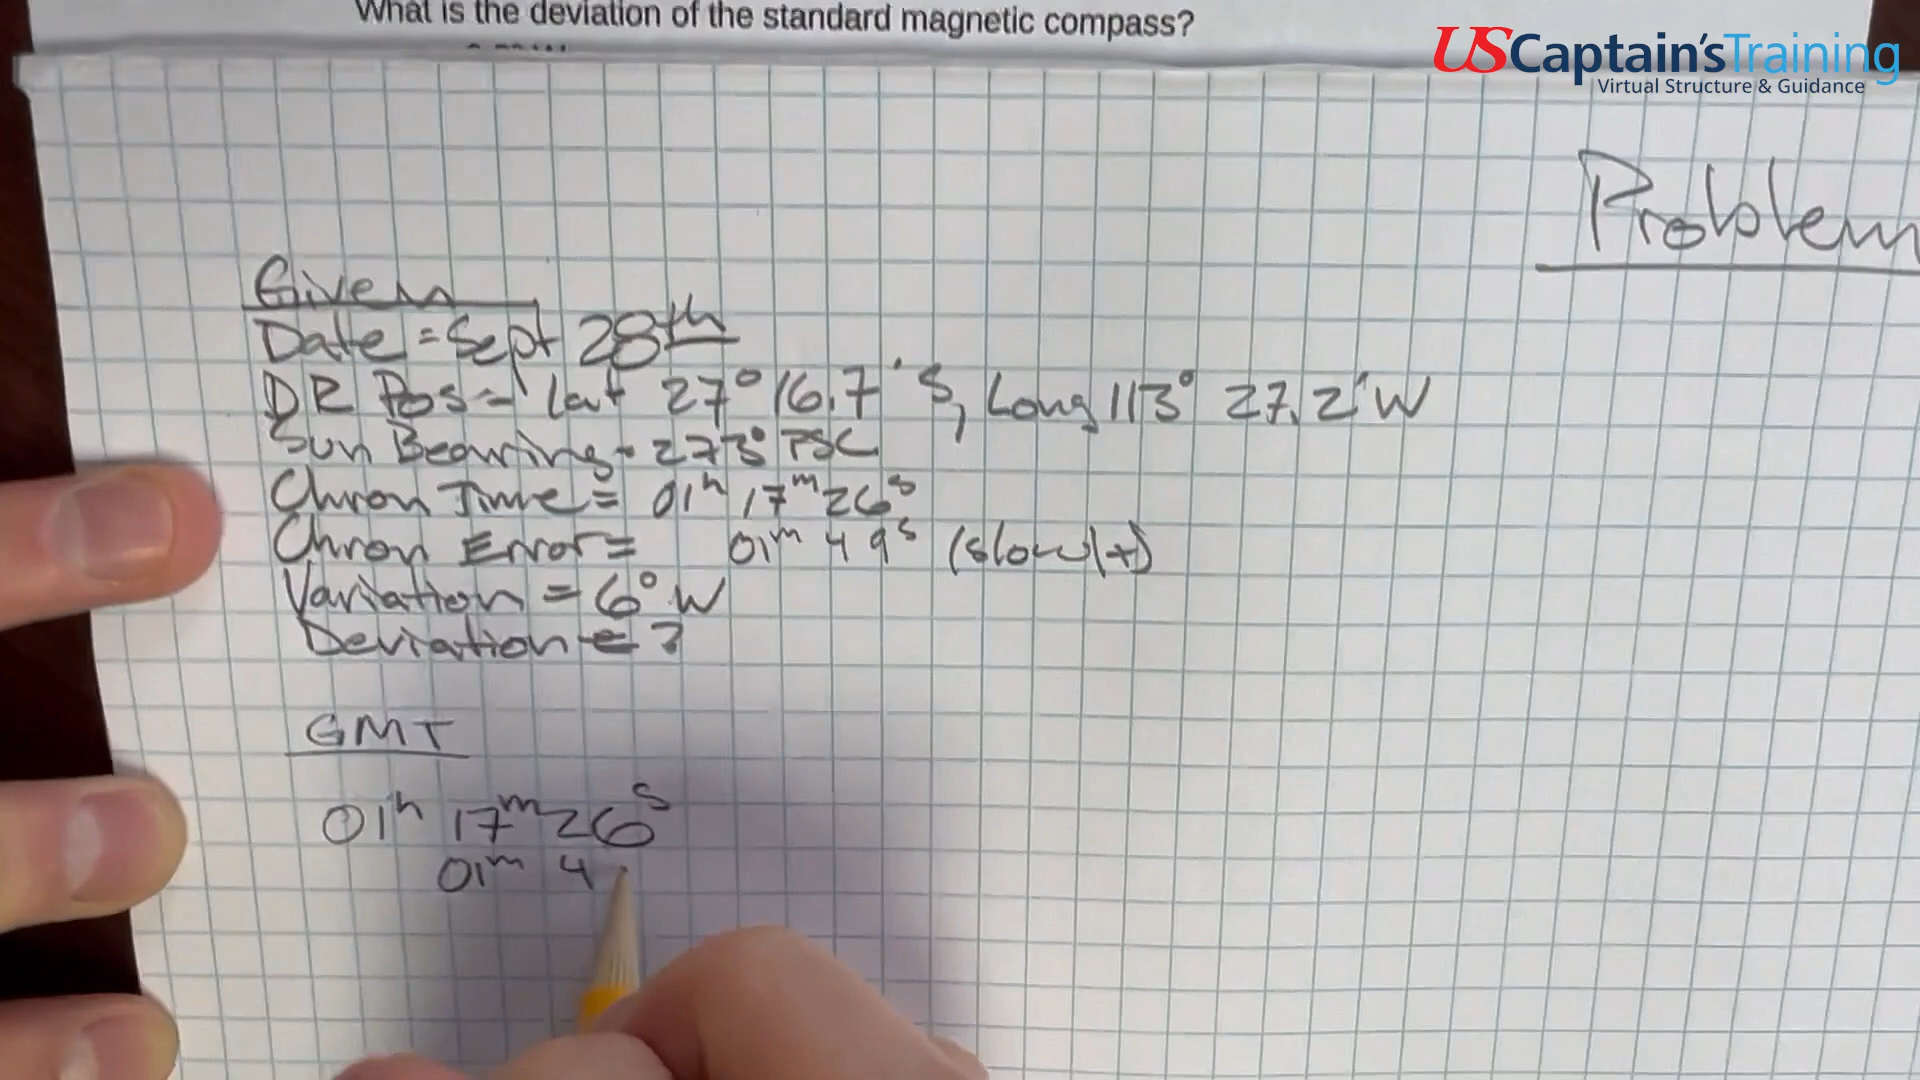 What is the deviation of the standard magnetic compass?
USCaptain'sTraining
Virtual Structure & Guidance
Problem
Given
Date = Sept 28th
DR Pos = Lat 27° 16.7' S, Long 113° 27.2' W
Sun Bearing = 273° PSC
Chron Time = 01h 17m 26s
Chron Error = 01m 49s (slow/+)
Variation = 6° W
Deviation = ?
GMT
01h 17m 26s
01m 4